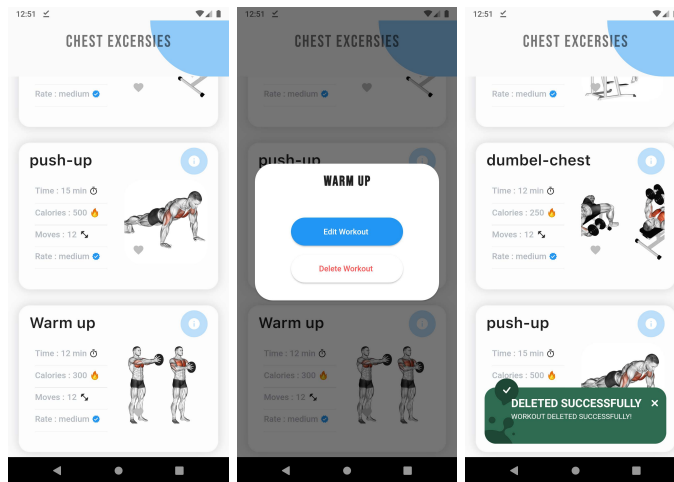 12:51
CHEST EXCERSIES
Rate : medium
push-up
Time : 15 min
Calories : 500
Moves : 12
Rate : medium
Warm up
Time : 12 min
Calories : 300
Moves : 12
Rate : medium
12:51
CHEST EXCERSIES
Rate : medium
push-up
WARM UP
Edit Workout
Delete Workout
Warm up
Time : 12 min
Calories : 300
Moves : 12
Rate : medium
12:51
CHEST EXCERSIES
Rate : medium
dumbel-chest
Time : 12 min
Calories : 250
Moves : 12
Rate : medium
push-up
Time : 15 min
Calories : 500
DELETED SUCCESSFULLY
WORKOUT DELETED SUCCESSFULLY!